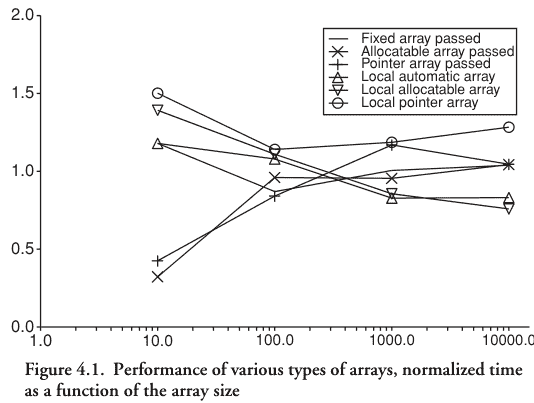 2.0
Fixed array passed
Allocatable array passed
Pointer array passed
Local automatic array
Local allocatable array
Local pointer array
1.5
1.0
0.5
0.0
1.0 10.0 100.0 1000.0 10000.0
Figure 4.1. Performance of various types of arrays, normalized time
as a function of the array size